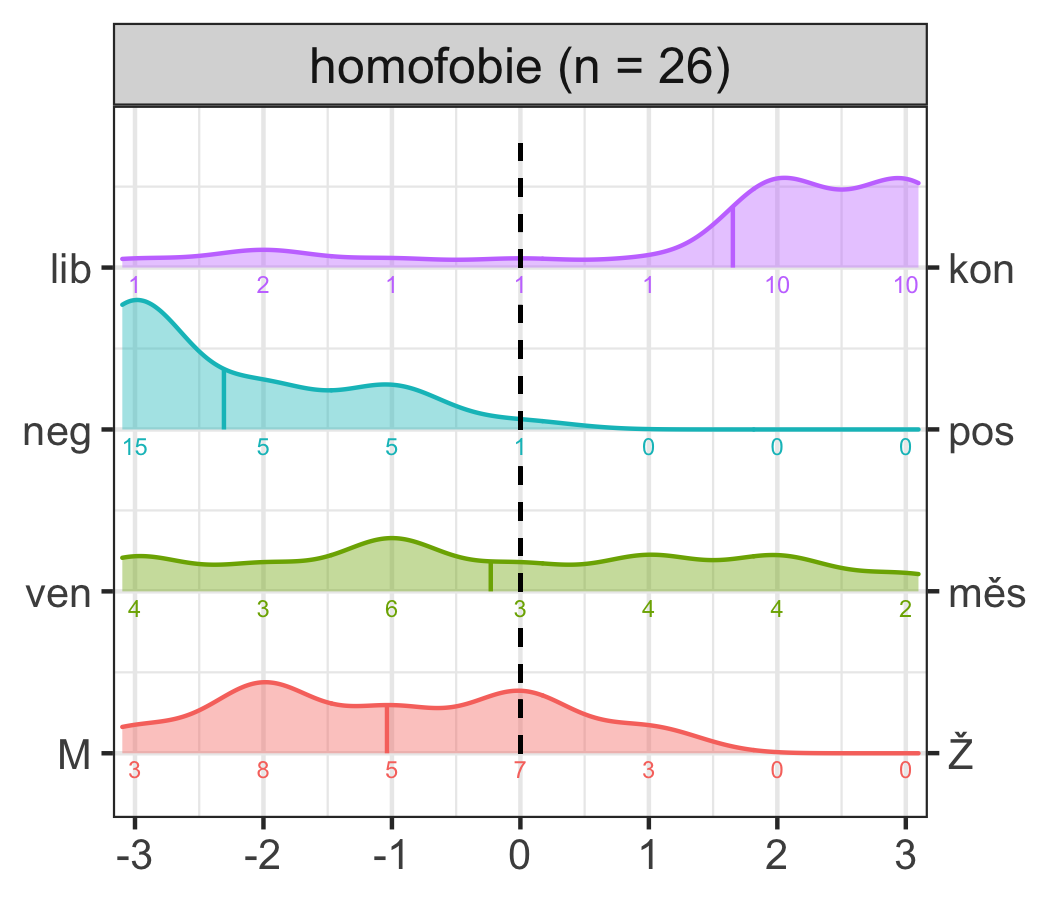 homofobie (n = 26)
lib kon
1 2 1 1 1 10 10
neg pos
15 5 5 1 0 0 0
ven měs
4 3 6 3 4 4 2
M Ž
3 8 5 7 3 0 0
-3 -2 -1 0 1 2 3